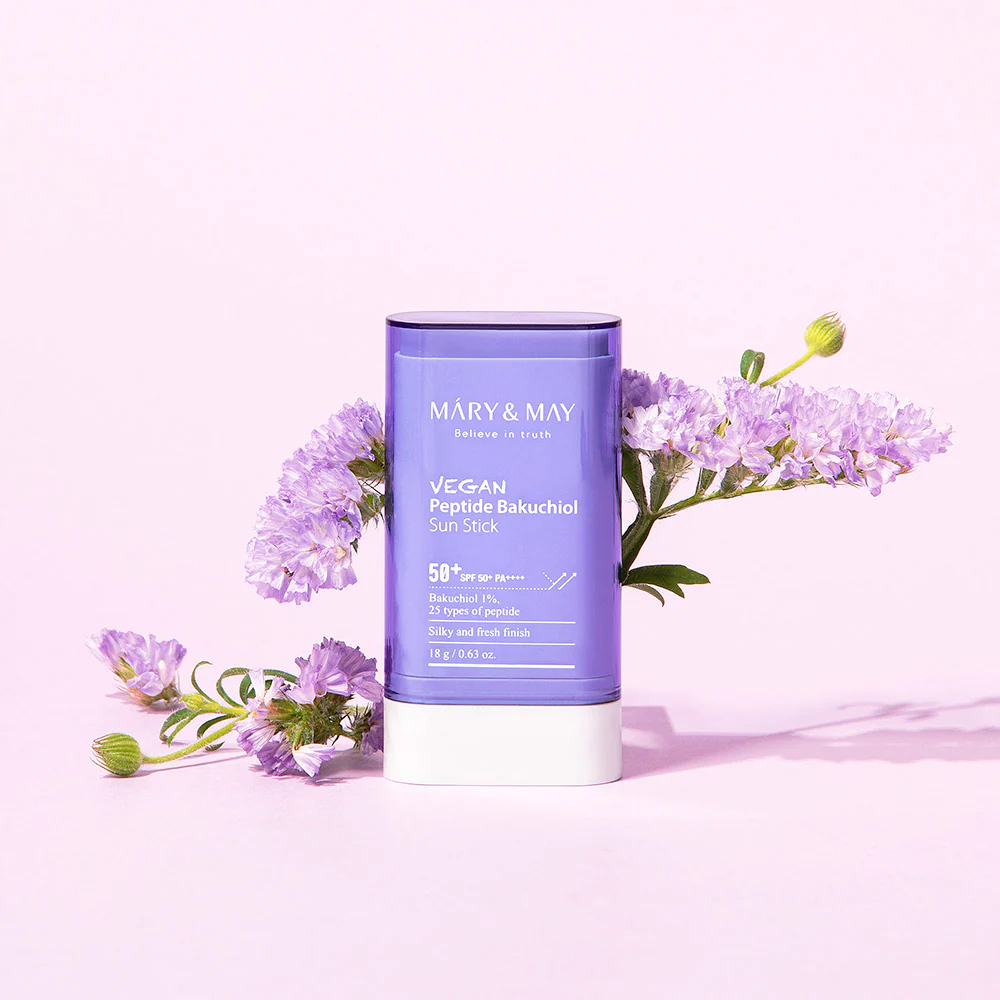 MÁRY & MAY
Believe in truth
VEGAN
Peptide Bakuchiol
Sun Stick
50+ SPF 50+ PA++++
Bakuchiol 1%,
25 types of peptide
Silky and fresh finish
18 g / 0.63 oz.